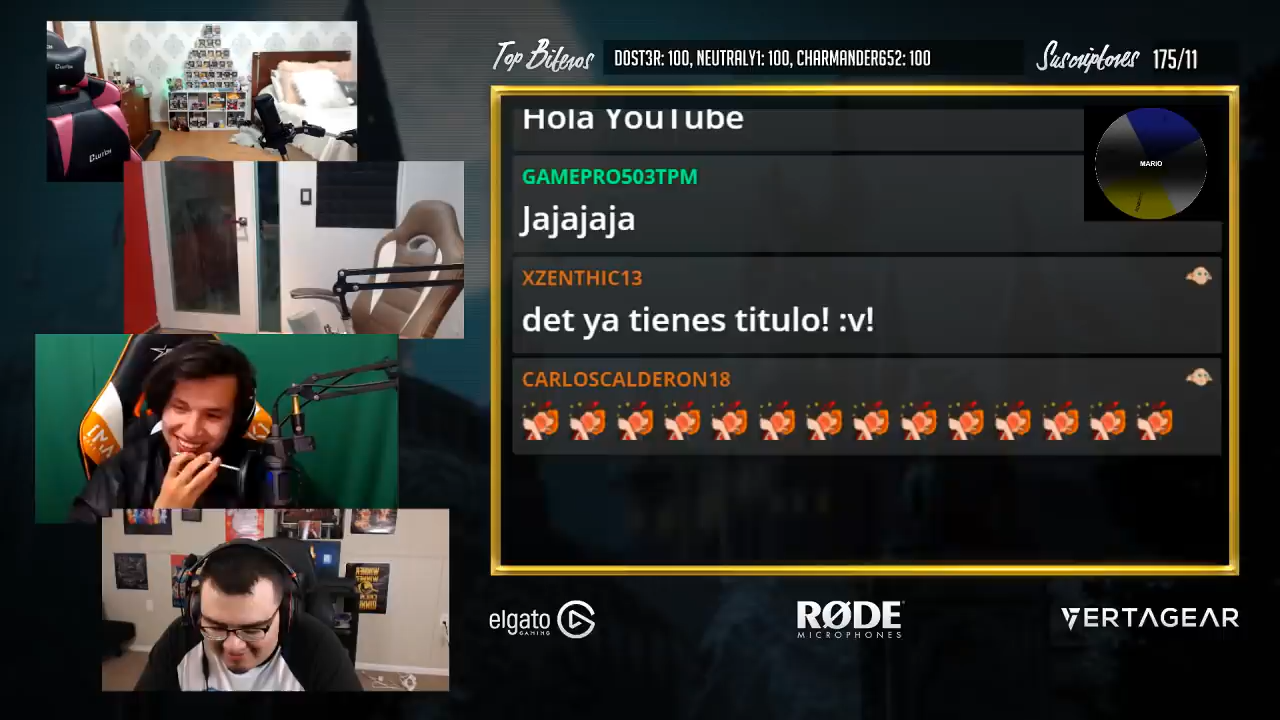 Top Biteros
DOST3R: 100, NEUTRALY1: 100, CHARMANDER652: 100
Suscriptores
175/11
Hola YouTube
MARIO
GAMEPRO503TPM
Jajajaja
XZENTHIC13
det ya tienes titulo! :v!
CARLOSCALDERON18
elgato
GAMING
RØDE
MICROPHONES
VERTAGEAR